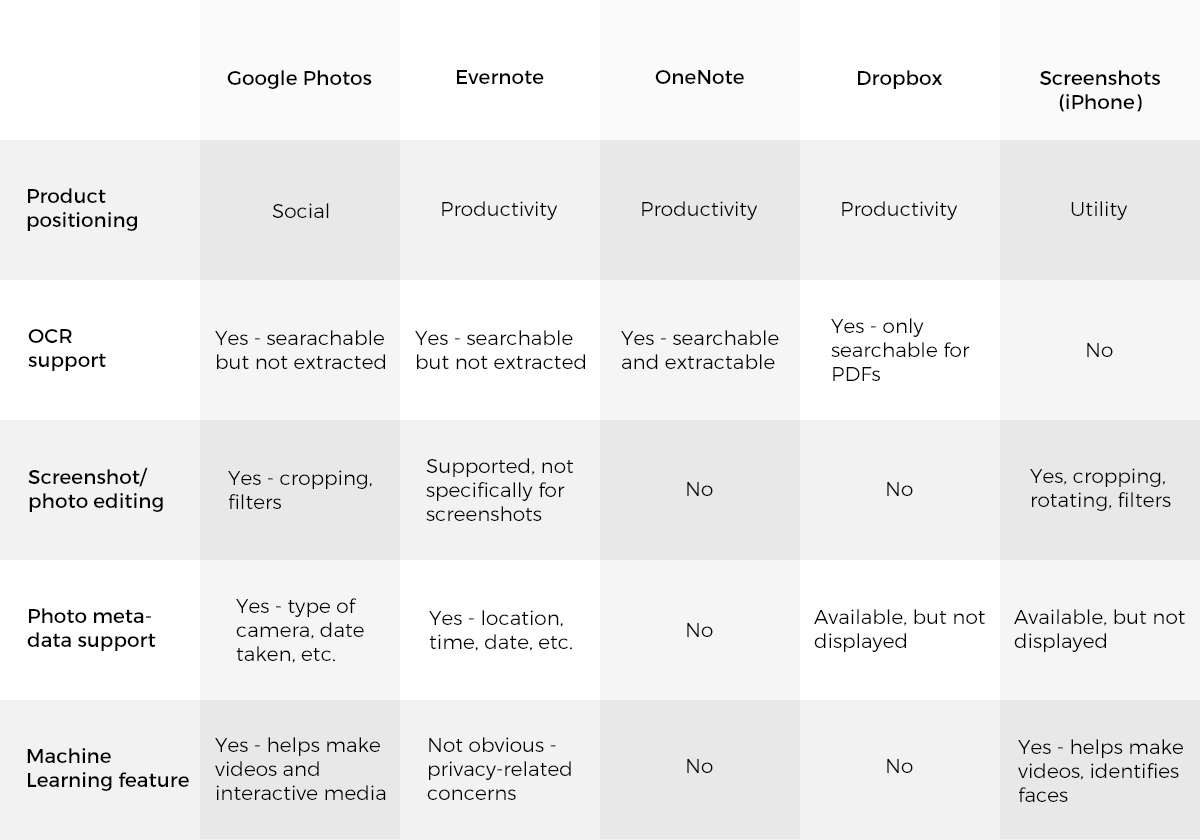 Google Photos
Evernote
OneNote
Dropbox
Screenshots
(iPhone)
Product
positioning
Social
Productivity
Productivity
Productivity
Utility
OCR
support
Yes - searachable
but not extracted
Yes - searchable
but not extracted
Yes - searchable
and extractable
Yes - only
searchable for
PDFs
No
Screenshot/
photo editing
Yes - cropping,
filters
Supported, not
specifically for
screenshots
No
No
Yes, cropping,
rotating, filters
Photo meta-
data support
Yes - type of
camera, date
taken, etc.
Yes - location,
time, date, etc.
No
Available, but not
displayed
Available, but not
displayed
Machine
Learning feature
Yes - helps make
videos and
interactive media
Not obvious -
privacy-related
concerns
No
No
Yes - helps make
videos, identifies
faces